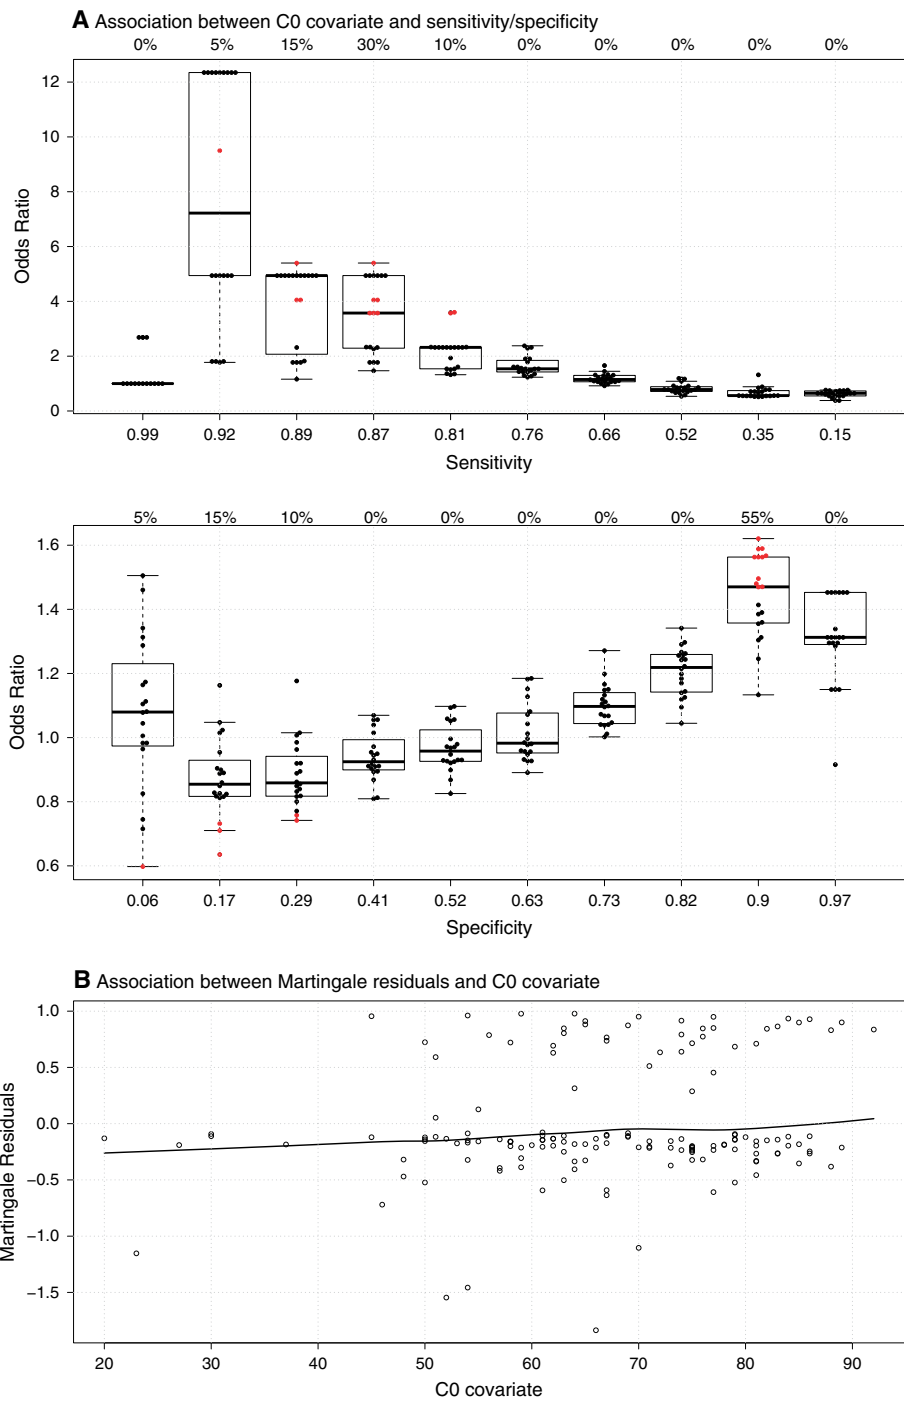 A Association between C0 covariate and sensitivity/specificity
0% 5% 15% 30% 10% 0% 0% 0% 0% 0%
12
10
8
6
4
2
0
Odds Ratio
0.99 0.92 0.89 0.87 0.81 0.76 0.66 0.52 0.35 0.15
Sensitivity
5% 15% 10% 0% 0% 0% 0% 0% 55% 0%
1.6
1.4
1.2
1.0
0.8
0.6
Odds Ratio
0.06 0.17 0.29 0.41 0.52 0.63 0.73 0.82 0.9 0.97
Specificity
B Association between Martingale residuals and C0 covariate
1.0
0.5
0.0
−0.5
−1.0
−1.5
Martingale Residuals
20 30 40 50 60 70 80 90
C0 covariate